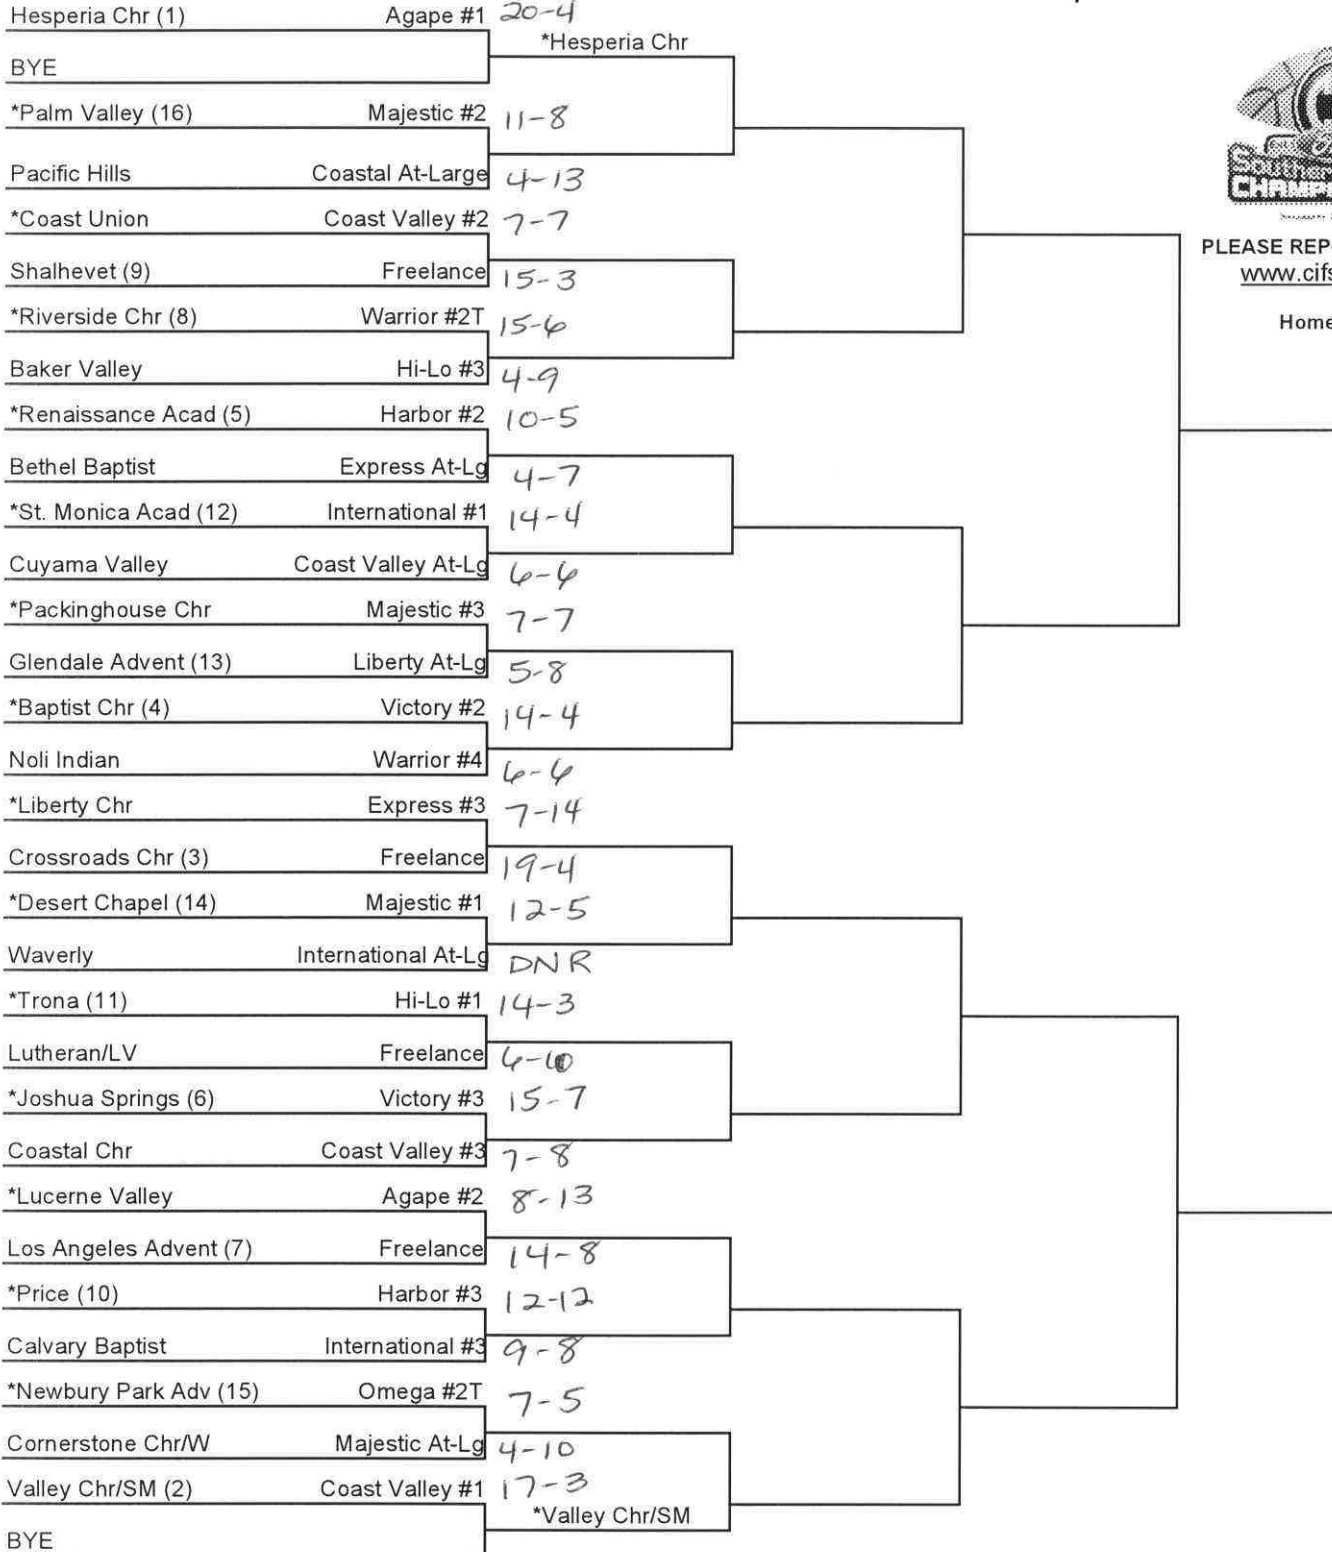 Hesperia Chr (1) Agape #1 20-4
*Hesperia Chr
BYE
*Palm Valley (16) Majestic #2 11-8
Pacific Hills Coastal At-Large 4-13
*Coast Union Coast Valley #2 7-7
PLEASE REP
Shalhevet (9) Freelance 15-3
www.cifs
*Riverside Chr (8) Warrior #2T 15-6
Home
Baker Valley Hi-Lo #3 4-9
*Renaissance Acad (5) Harbor #2 10-5
Bethel Baptist Express At-Lg 4-7
*St. Monica Acad (12) International #1 14-4
Cuyama Valley Coast Valley At-Lg 6-6
*Packinghouse Chr Majestic #3 7-7
Glendale Advent (13) Liberty At-Lg 5-8
*Baptist Chr (4) Victory #2 14-4
Noli Indian Warrior #4 6-6
*Liberty Chr Express #3 7-14
Crossroads Chr (3) Freelance 19-4
*Desert Chapel (14) Majestic #1 12-5
Waverly International At-Lg DNR
*Trona (11) Hi-Lo #1 14-3
Lutheran/LV Freelance 6-10
*Joshua Springs (6) Victory #3 15-7
Coastal Chr Coast Valley #3 7-8
*Lucerne Valley Agape #2 8-13
Los Angeles Advent (7) Freelance 14-8
*Price (10) Harbor #3 12-12
Calvary Baptist International #3 9-8
*Newbury Park Adv (15) Omega #2T 7-5
Cornerstone Chr/W Majestic At-Lg 4-10
Valley Chr/SM (2) Coast Valley #1 17-3
*Valley Chr/SM
BYE